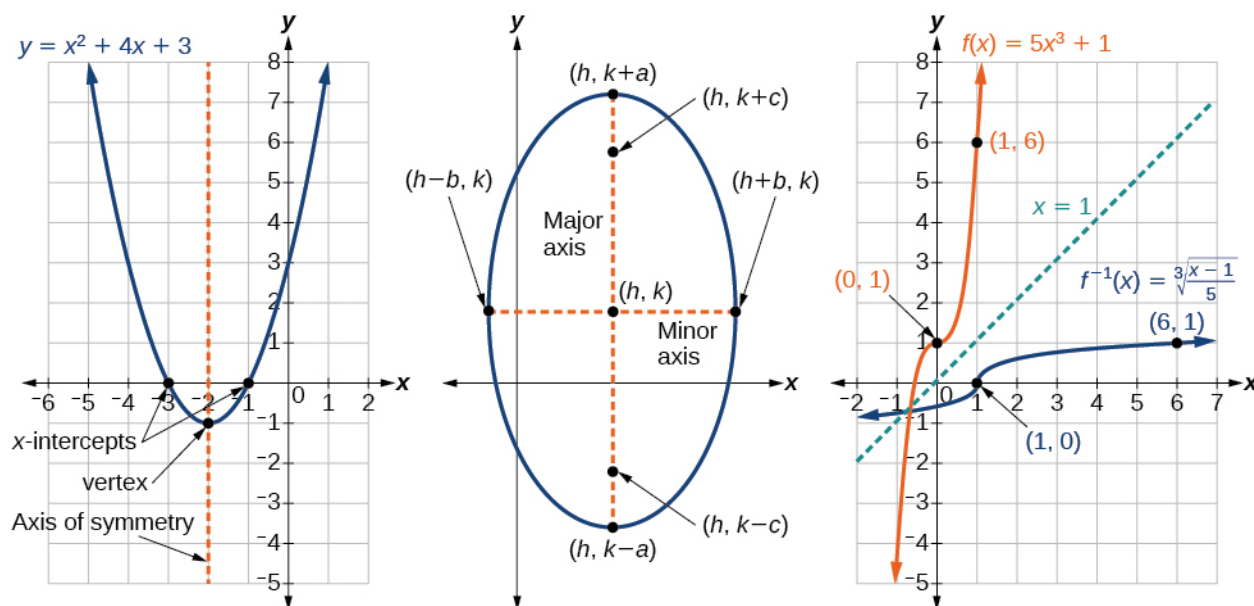 y = x² + 4x + 3
y
8
7
6
5
4
3
2
1
−1
−2
−3
−4
−5
−6 −5 −4 −3 −2 −1 0 1 2
x
x-intercepts
vertex
Axis of symmetry
y
x
(h, k+a)
(h, k+c)
(h−b, k)
(h+b, k)
Major
axis
(h, k)
Minor
axis
(h, k−c)
(h, k−a)
y
f(x) = 5x³ + 1
8
7
6
5
4
3
2
1
−1
−2
−3
−4
−5
−2 −1 0 1 2 3 4 5 6 7
x
(1, 6)
x = 1
(0, 1)
f⁻¹(x) = ∛((x − 1)/5)
(6, 1)
(1, 0)